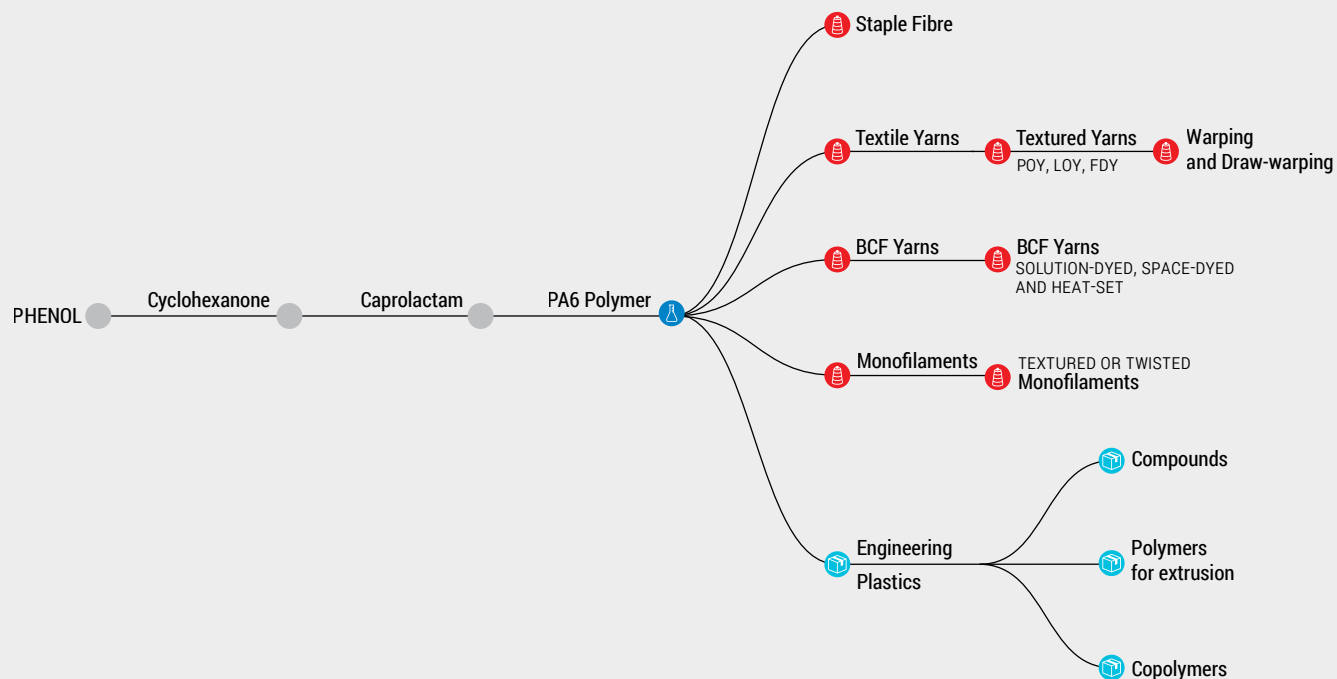 PHENOL
Cyclohexanone
Caprolactam
PA6 Polymer
Staple Fibre
Textile Yarns
Textured Yarns
POY, LOY, FDY
Warping
and Draw-warping
BCF Yarns
BCF Yarns
SOLUTION-DYED, SPACE-DYED
AND HEAT-SET
Monofilaments
TEXTURED OR TWISTED
Monofilaments
Engineering
Plastics
Compounds
Polymers
for extrusion
Copolymers